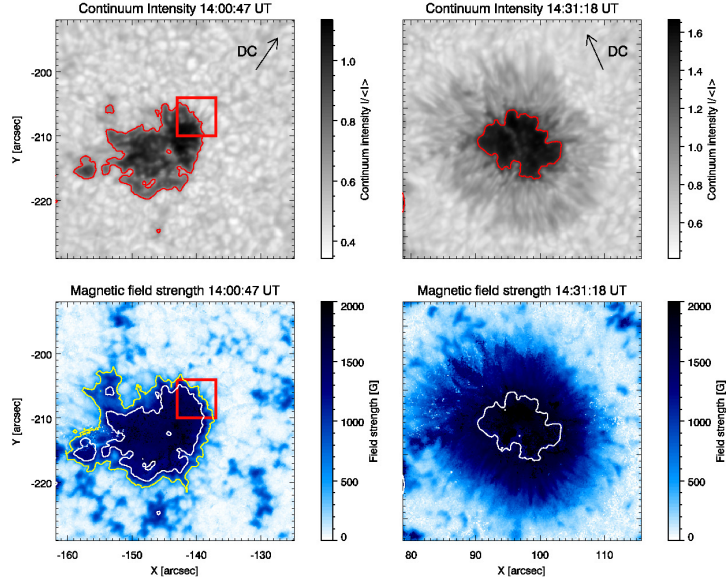 Continuum Intensity 14:00:47 UT
Continuum Intensity 14:31:18 UT
DC
DC
Y [arcsec]
-200
-210
-220
1.0
0.8
0.6
0.4
Continuum intensity I/<I>
1.6
1.4
1.2
1.0
0.8
0.6
Continuum intensity I/<I>
Magnetic field strength 14:00:47 UT
Magnetic field strength 14:31:18 UT
Y [arcsec]
-200
-210
-220
2000
1500
1000
500
0
Field strength [G]
2000
1500
1000
500
0
Field strength [G]
-160
-150
-140
-130
X [arcsec]
80
90
100
110
X [arcsec]